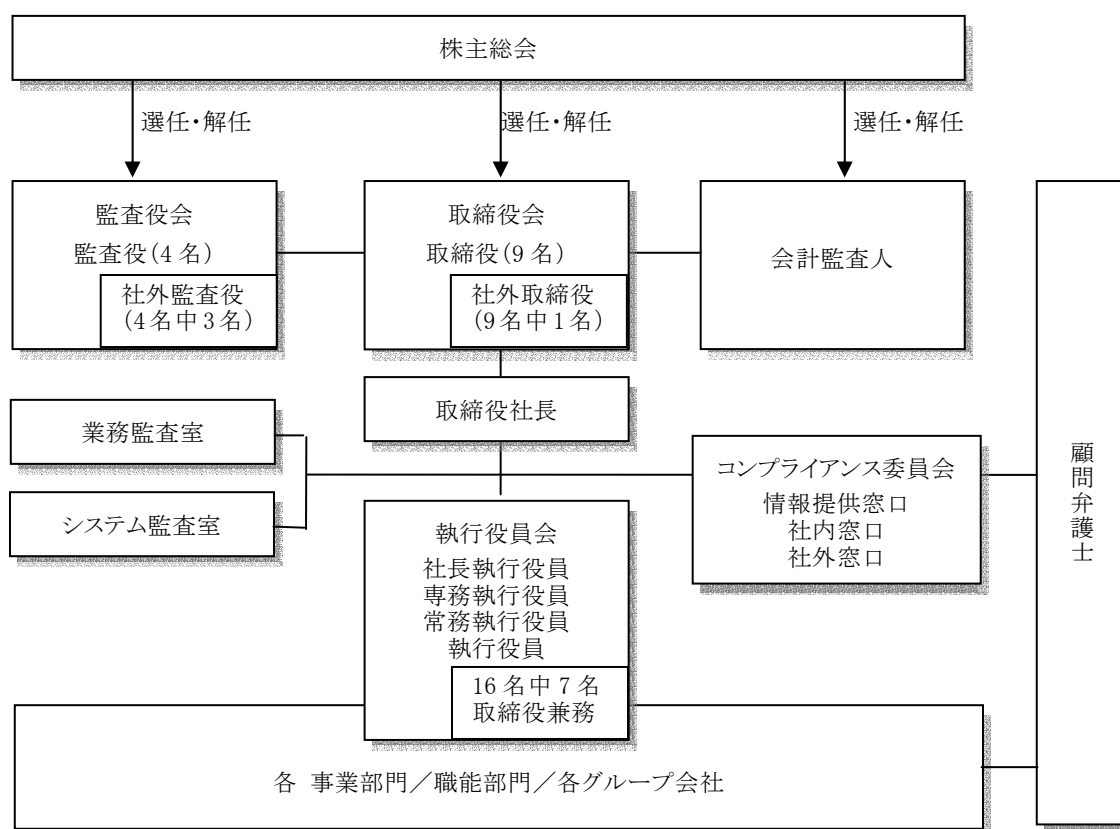 株主総会
選任・解任
選任・解任
選任・解任
監査役会
監査役(4名)
社外監査役
(4名中3名)
取締役会
取締役(9名)
社外取締役
(9名中1名)
会計監査人
取締役社長
業務監査室
システム監査室
コンプライアンス委員会
情報提供窓口
社内窓口
社外窓口
顧問弁護士
執行役員会
社長執行役員
専務執行役員
常務執行役員
執行役員
16名中7名
取締役兼務
各 事業部門／職能部門／各グループ会社